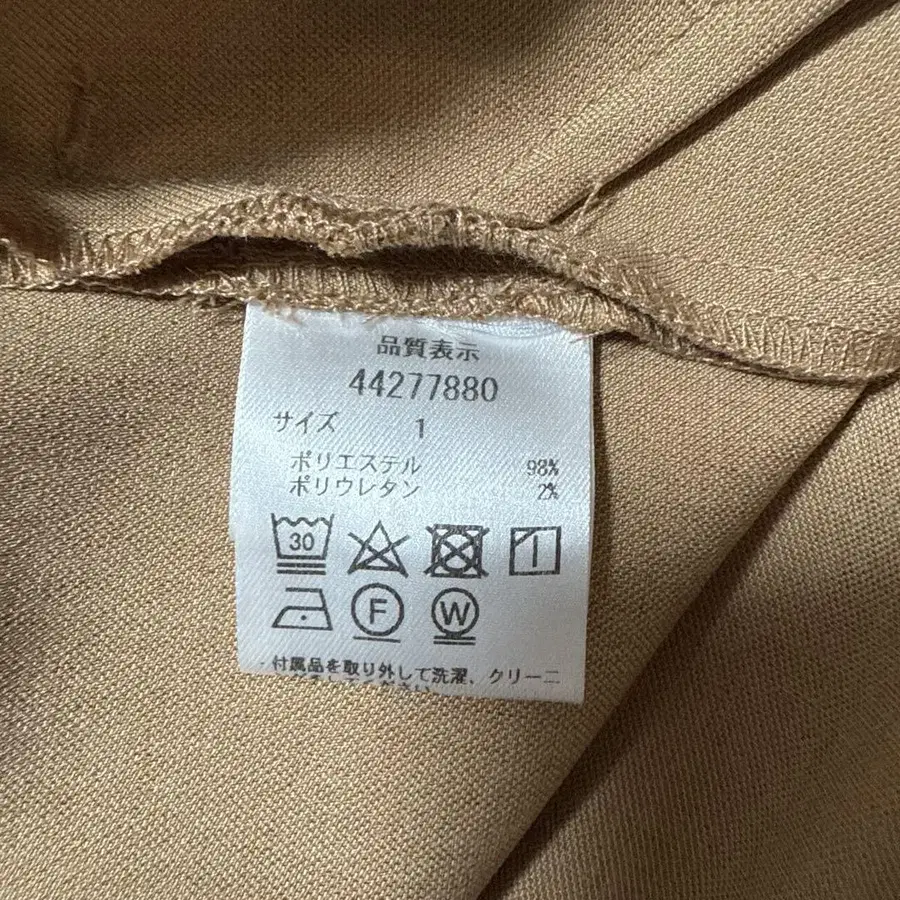 品質表示
44277880
サイズ 1
ポリエステル 98%
ポリウレタン 2%
30
F W
・付属品を取り外して洗濯、クリーニ